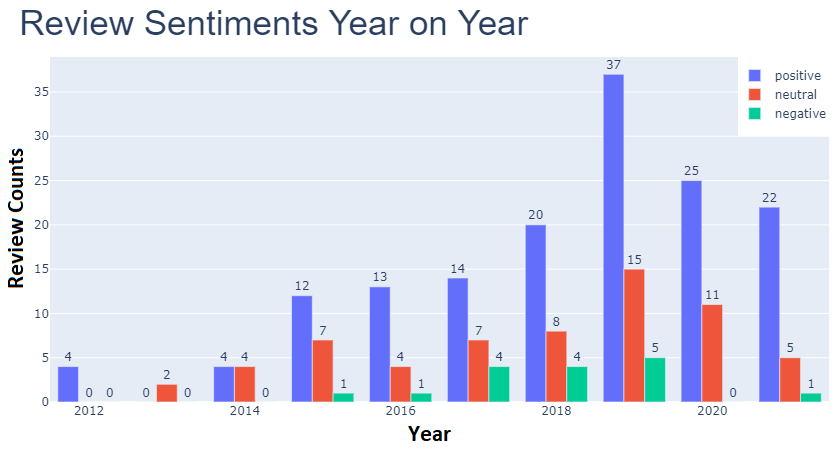 Review Sentiments Year on Year
positive
neutral
negative
Review Counts
35
30
25
20
15
10
5
0
4 0 0 0 2 0 4 4 0 12 7 1 13 4 1 14 7 4 20 8 4 37 15 5 25 11 0 22 5 1
2012 2014 2016 2018 2020
Year